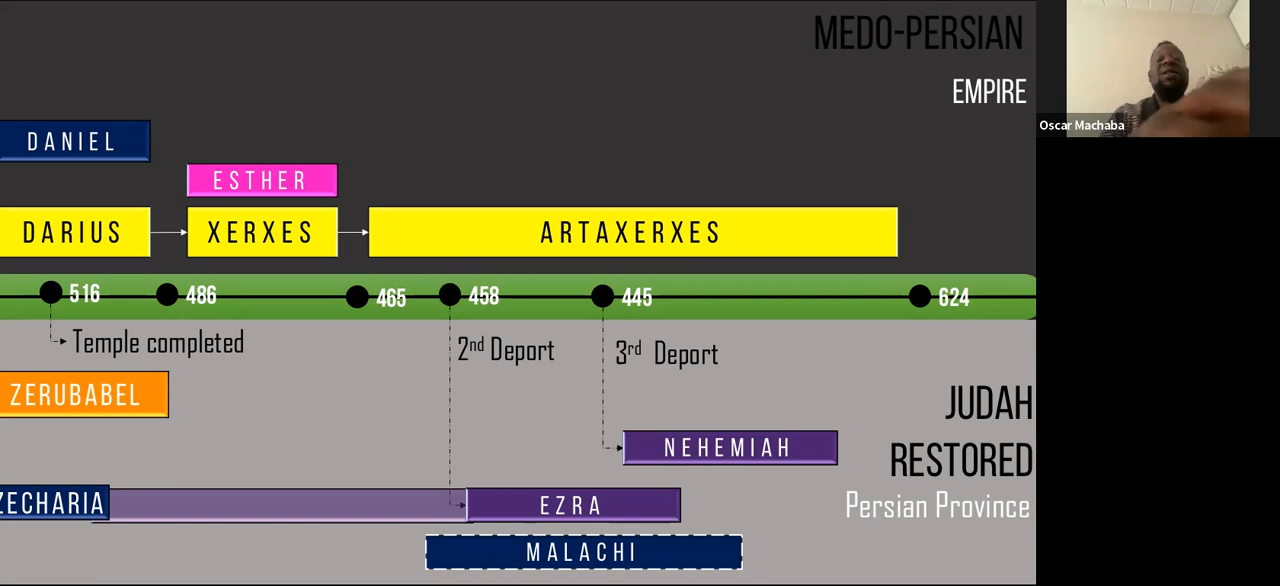 MEDO-PERSIAN
EMPIRE
Oscar Machaba
DANIEL
ESTHER
DARIUS
XERXES
ARTAXERXES
516
486
465
458
445
624
Temple completed
2nd Deport
3rd Deport
ZERUBABEL
JUDAH
RESTORED
NEHEMIAH
Persian Province
ZECHARIA
EZRA
MALACHI